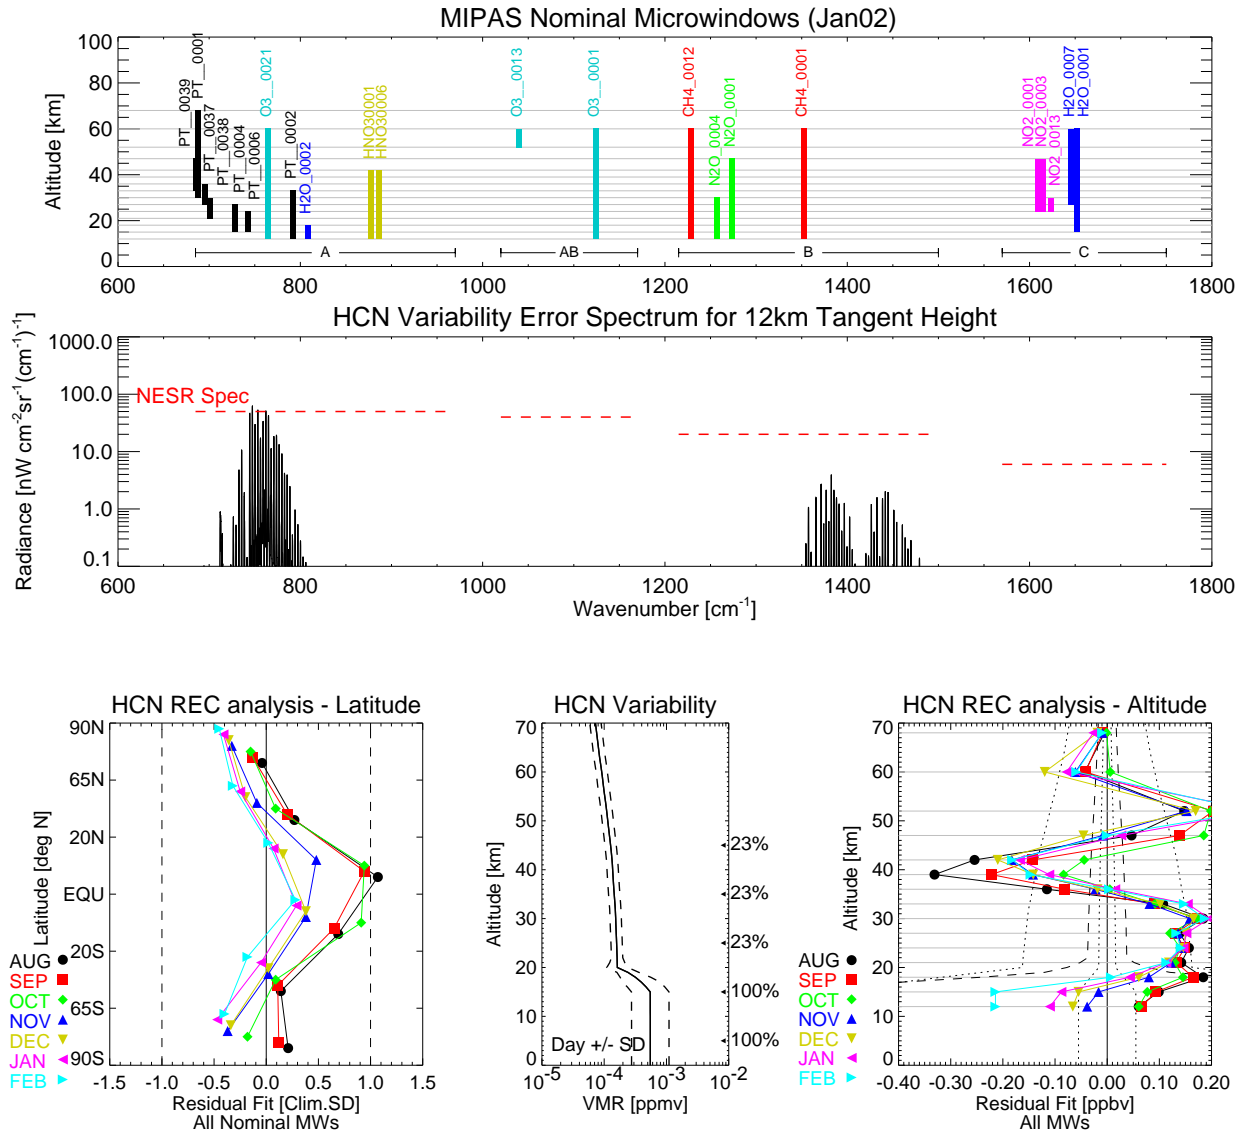 MIPAS Nominal Microwindows (Jan02)
Altitude [km]
100
80
60
40
20
0
PT__0039
PT__0001
PT__0037
PT__0038
PT__0004
PT__0006
O3__0021
PT__0002
H2O_0002
HNO30001
HNO30006
O3__0013
O3__0001
CH4_0012
N2O_0004
N2O_0001
CH4_0001
NO2_0001
NO2_0003
NO2_0013
H2O_0007
H2O_0001
A
AB
B
C
600 800 1000 1200 1400 1600 1800
HCN Variability Error Spectrum for 12km Tangent Height
Radiance [nW cm-2sr-1(cm-1)-1]
1000.0
100.0
10.0
1.0
0.1
NESR Spec
600 800 1000 1200 1400 1600 1800
Wavenumber [cm-1]
HCN REC analysis - Latitude
Latitude [deg N]
90N
65N
20N
EQU
20S
65S
90S
AUG
SEP
OCT
NOV
DEC
JAN
FEB
-1.5 -1.0 -0.5 0.0 0.5 1.0 1.5
Residual Fit [Clim.SD]
All Nominal MWs
HCN Variability
Altitude [km]
70
60
50
40
30
20
10
0
23%
23%
23%
100%
100%
Day +/- SD
10-5 10-4 10-3 10-2
VMR [ppmv]
HCN REC analysis - Altitude
Altitude [km]
70
60
50
40
30
20
10
0
AUG
SEP
OCT
NOV
DEC
JAN
FEB
-0.40 -0.20 -0.10 0.00 0.10 0.20
Residual Fit [ppbv]
All MWs